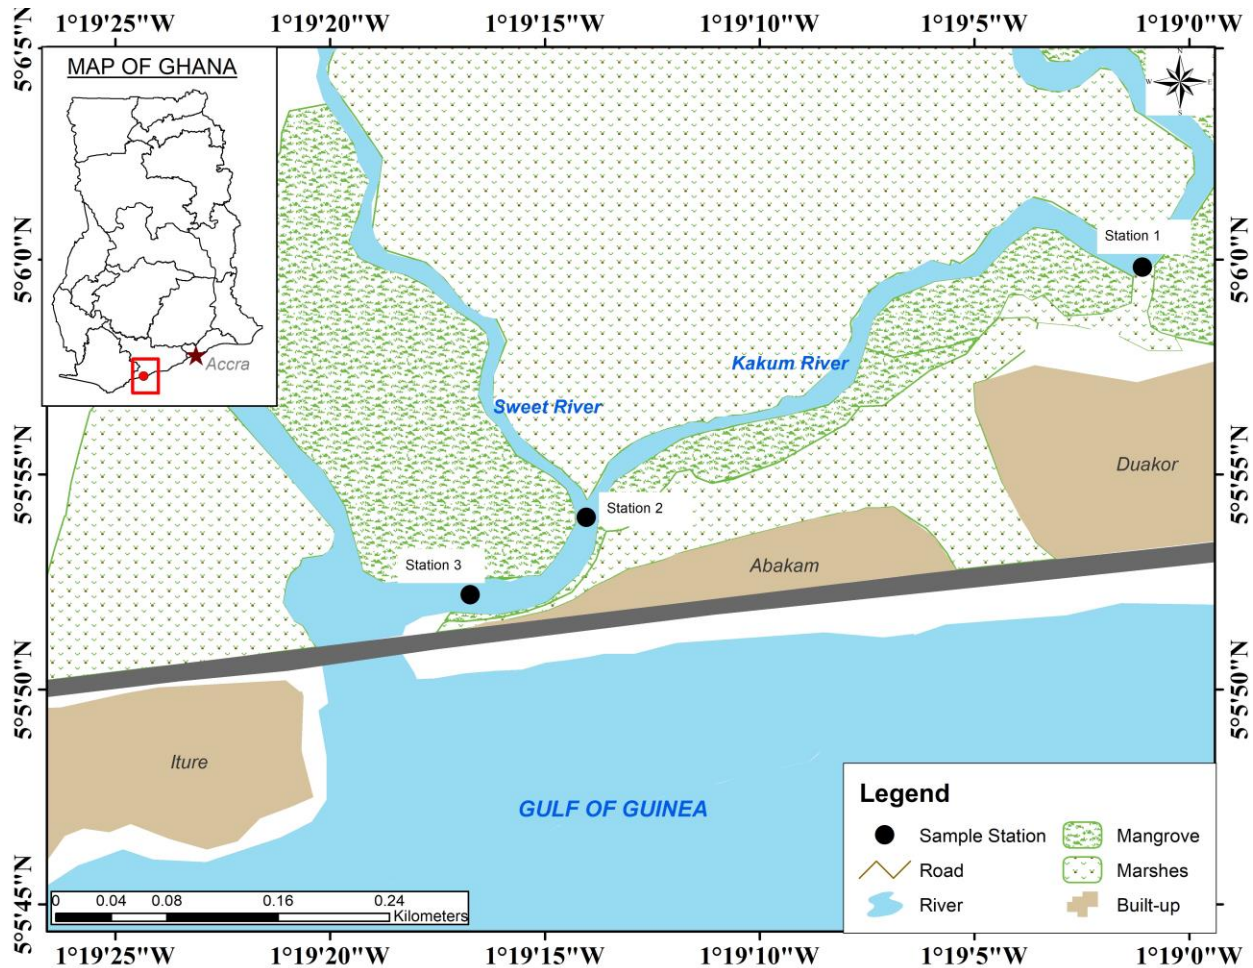 1°19'25"W 1°19'20"W 1°19'15"W 1°19'10"W 1°19'5"W 1°19'0"W
5°6'5"N
5°6'5"N
MAP OF GHANA
N
W E
S
Station 1
5°6'0"N
5°6'0"N
Accra
Kakum River
Sweet River
Duakor
5°5'55"N
5°5'55"N
Station 2
Station 3
Abakam
5°5'50"N
5°5'50"N
Iture
GULF OF GUINEA
Legend
Sample Station
Mangrove
Road
Marshes
River
Built-up
0 0.04 0.08 0.16 0.24
Kilometers
5°5'45"N
5°5'45"N
1°19'25"W 1°19'20"W 1°19'15"W 1°19'10"W 1°19'5"W 1°19'0"W